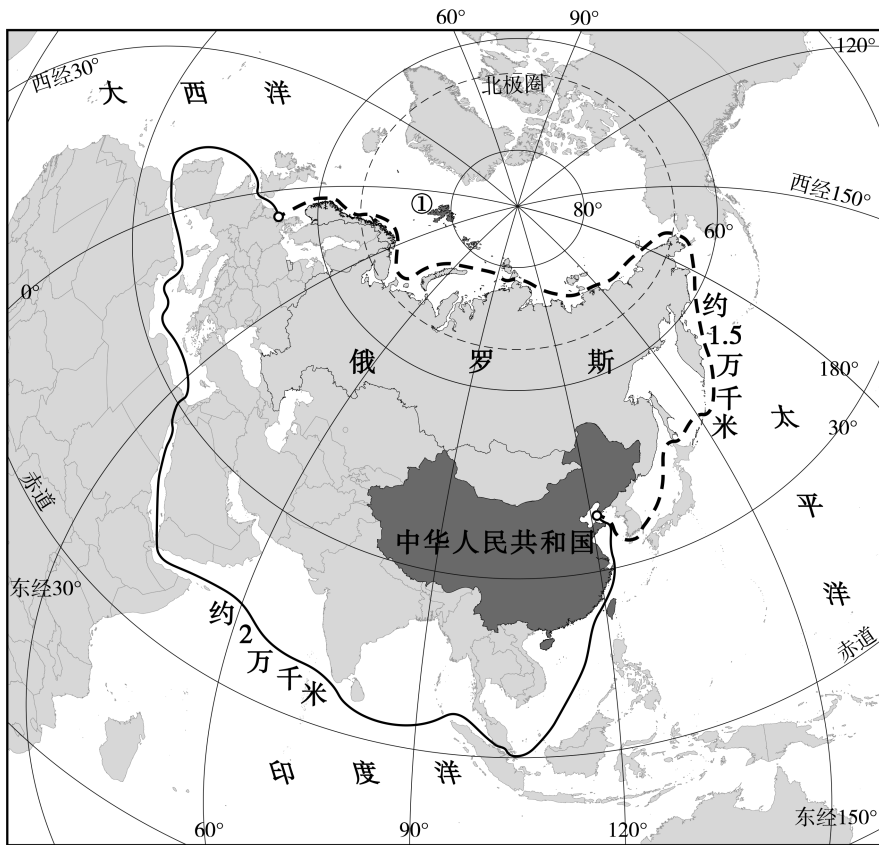 60°
90°
120°
西经30°
大西洋
北极圈
①
80°
西经150°
60°
0°
约1.5万千米
俄罗斯
180°
太平洋
30°
赤道
中华人民共和国
东经30°
约2万千米
赤道
印度洋
60°
90°
120°
东经150°